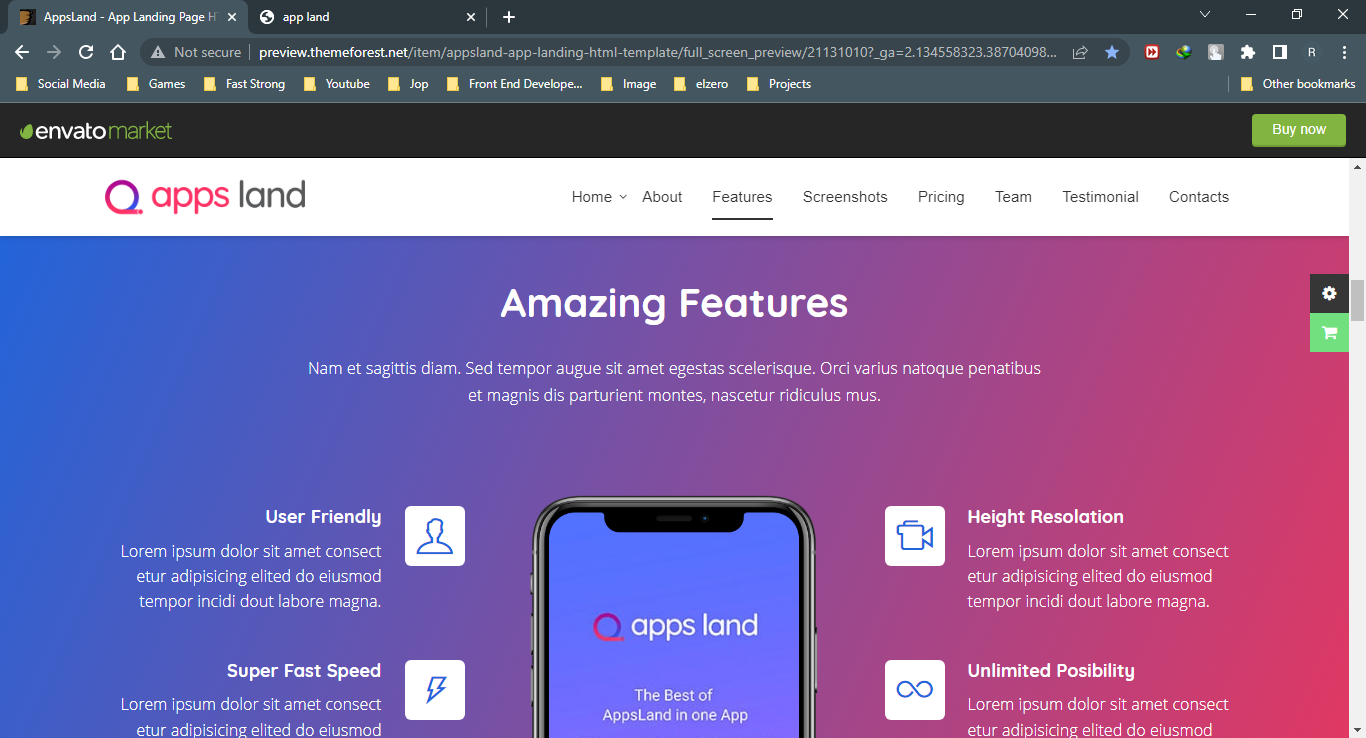 AppsLand - App Landing Page H
app land
Not secure
preview.themeforest.net/item/appsland-app-landing-html-template/full_screen_preview/21131010?_ga=2.134558323.38704098...
R
Social Media
Games
Fast Strong
Youtube
Jop
Front End Develope...
Image
elzero
Projects
Other bookmarks
envatomarket
Buy now
apps land
Home
About
Features
Screenshots
Pricing
Team
Testimonial
Contacts
Amazing Features
Nam et sagittis diam. Sed tempor augue sit amet egestas scelerisque. Orci varius natoque penatibus
et magnis dis parturient montes, nascetur ridiculus mus.
User Friendly
Lorem ipsum dolor sit amet consect
etur adipisicing elited do eiusmod
tempor incidi dout labore magna.
Super Fast Speed
Lorem ipsum dolor sit amet consect
etur adipisicing elited do eiusmod
apps land
The Best of
AppsLand in one App
Height Resolation
Lorem ipsum dolor sit amet consect
etur adipisicing elited do eiusmod
tempor incidi dout labore magna.
Unlimited Posibility
Lorem ipsum dolor sit amet consect
etur adipisicing elited do eiusmod